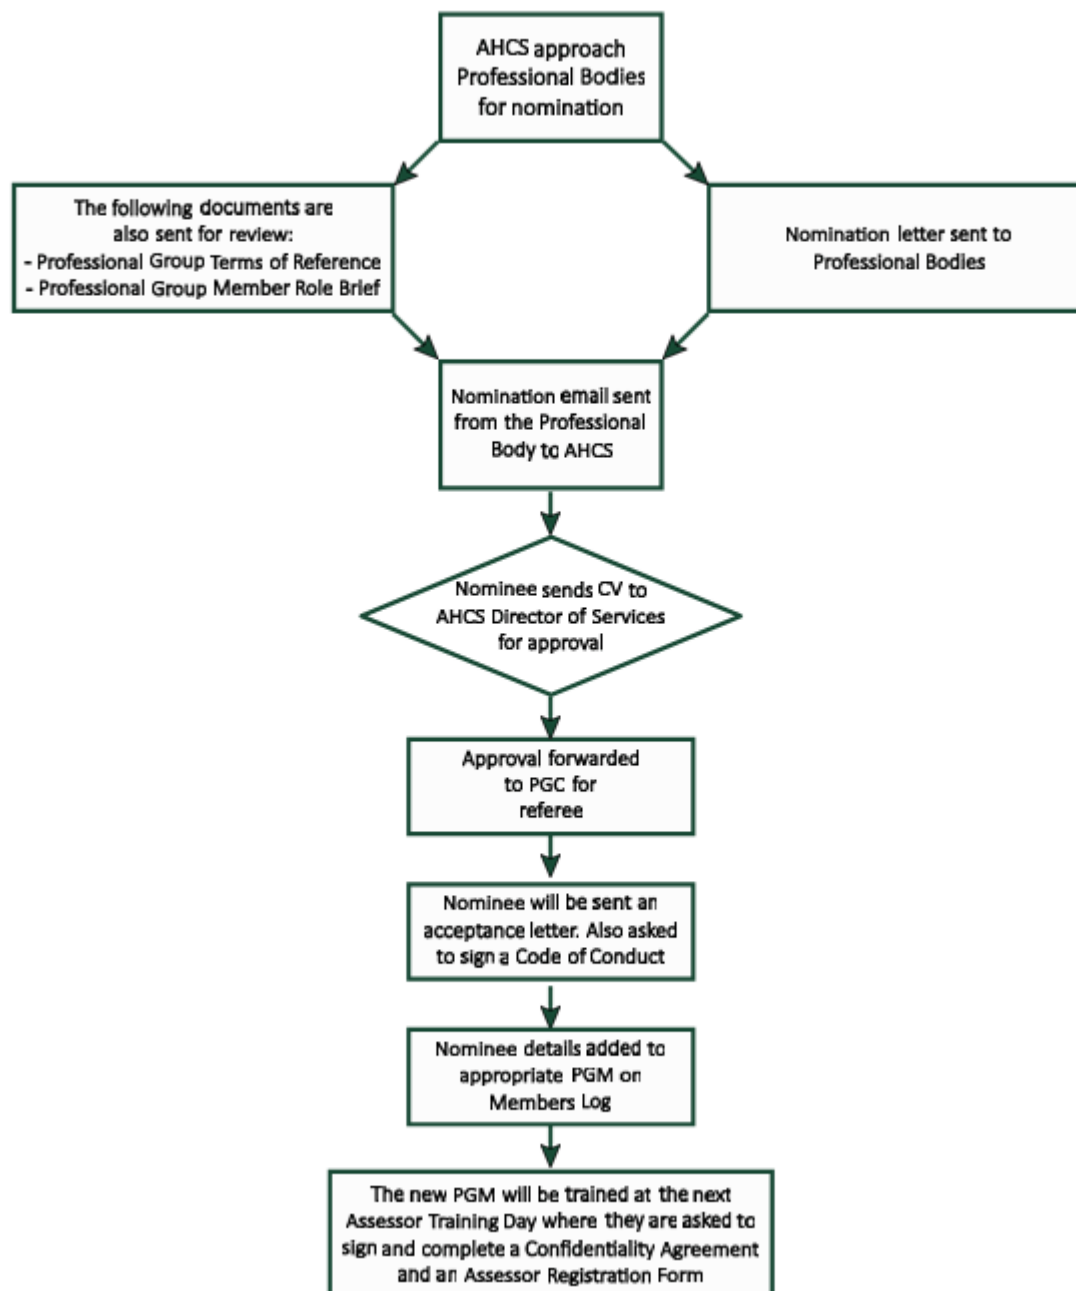 AHCS approach
Professional Bodies
for nomination
The following documents are
also sent for review:
- Professional Group Terms of Reference
- Professional Group Member Role Brief
Nomination letter sent to
Professional Bodies
Nomination email sent
from the Professional
Body to AHCS
Nominee sends CV to
AHCS Director of Services
for approval
Approval forwarded
to PGC for
referee
Nominee will be sent an
acceptance letter. Also asked
to sign a Code of Conduct
Nominee details added to
appropriate PGM on
Members Log
The new PGM will be trained at the next
Assessor Training Day where they are asked to
sign and complete a Confidentiality Agreement
and an Assessor Registration Form